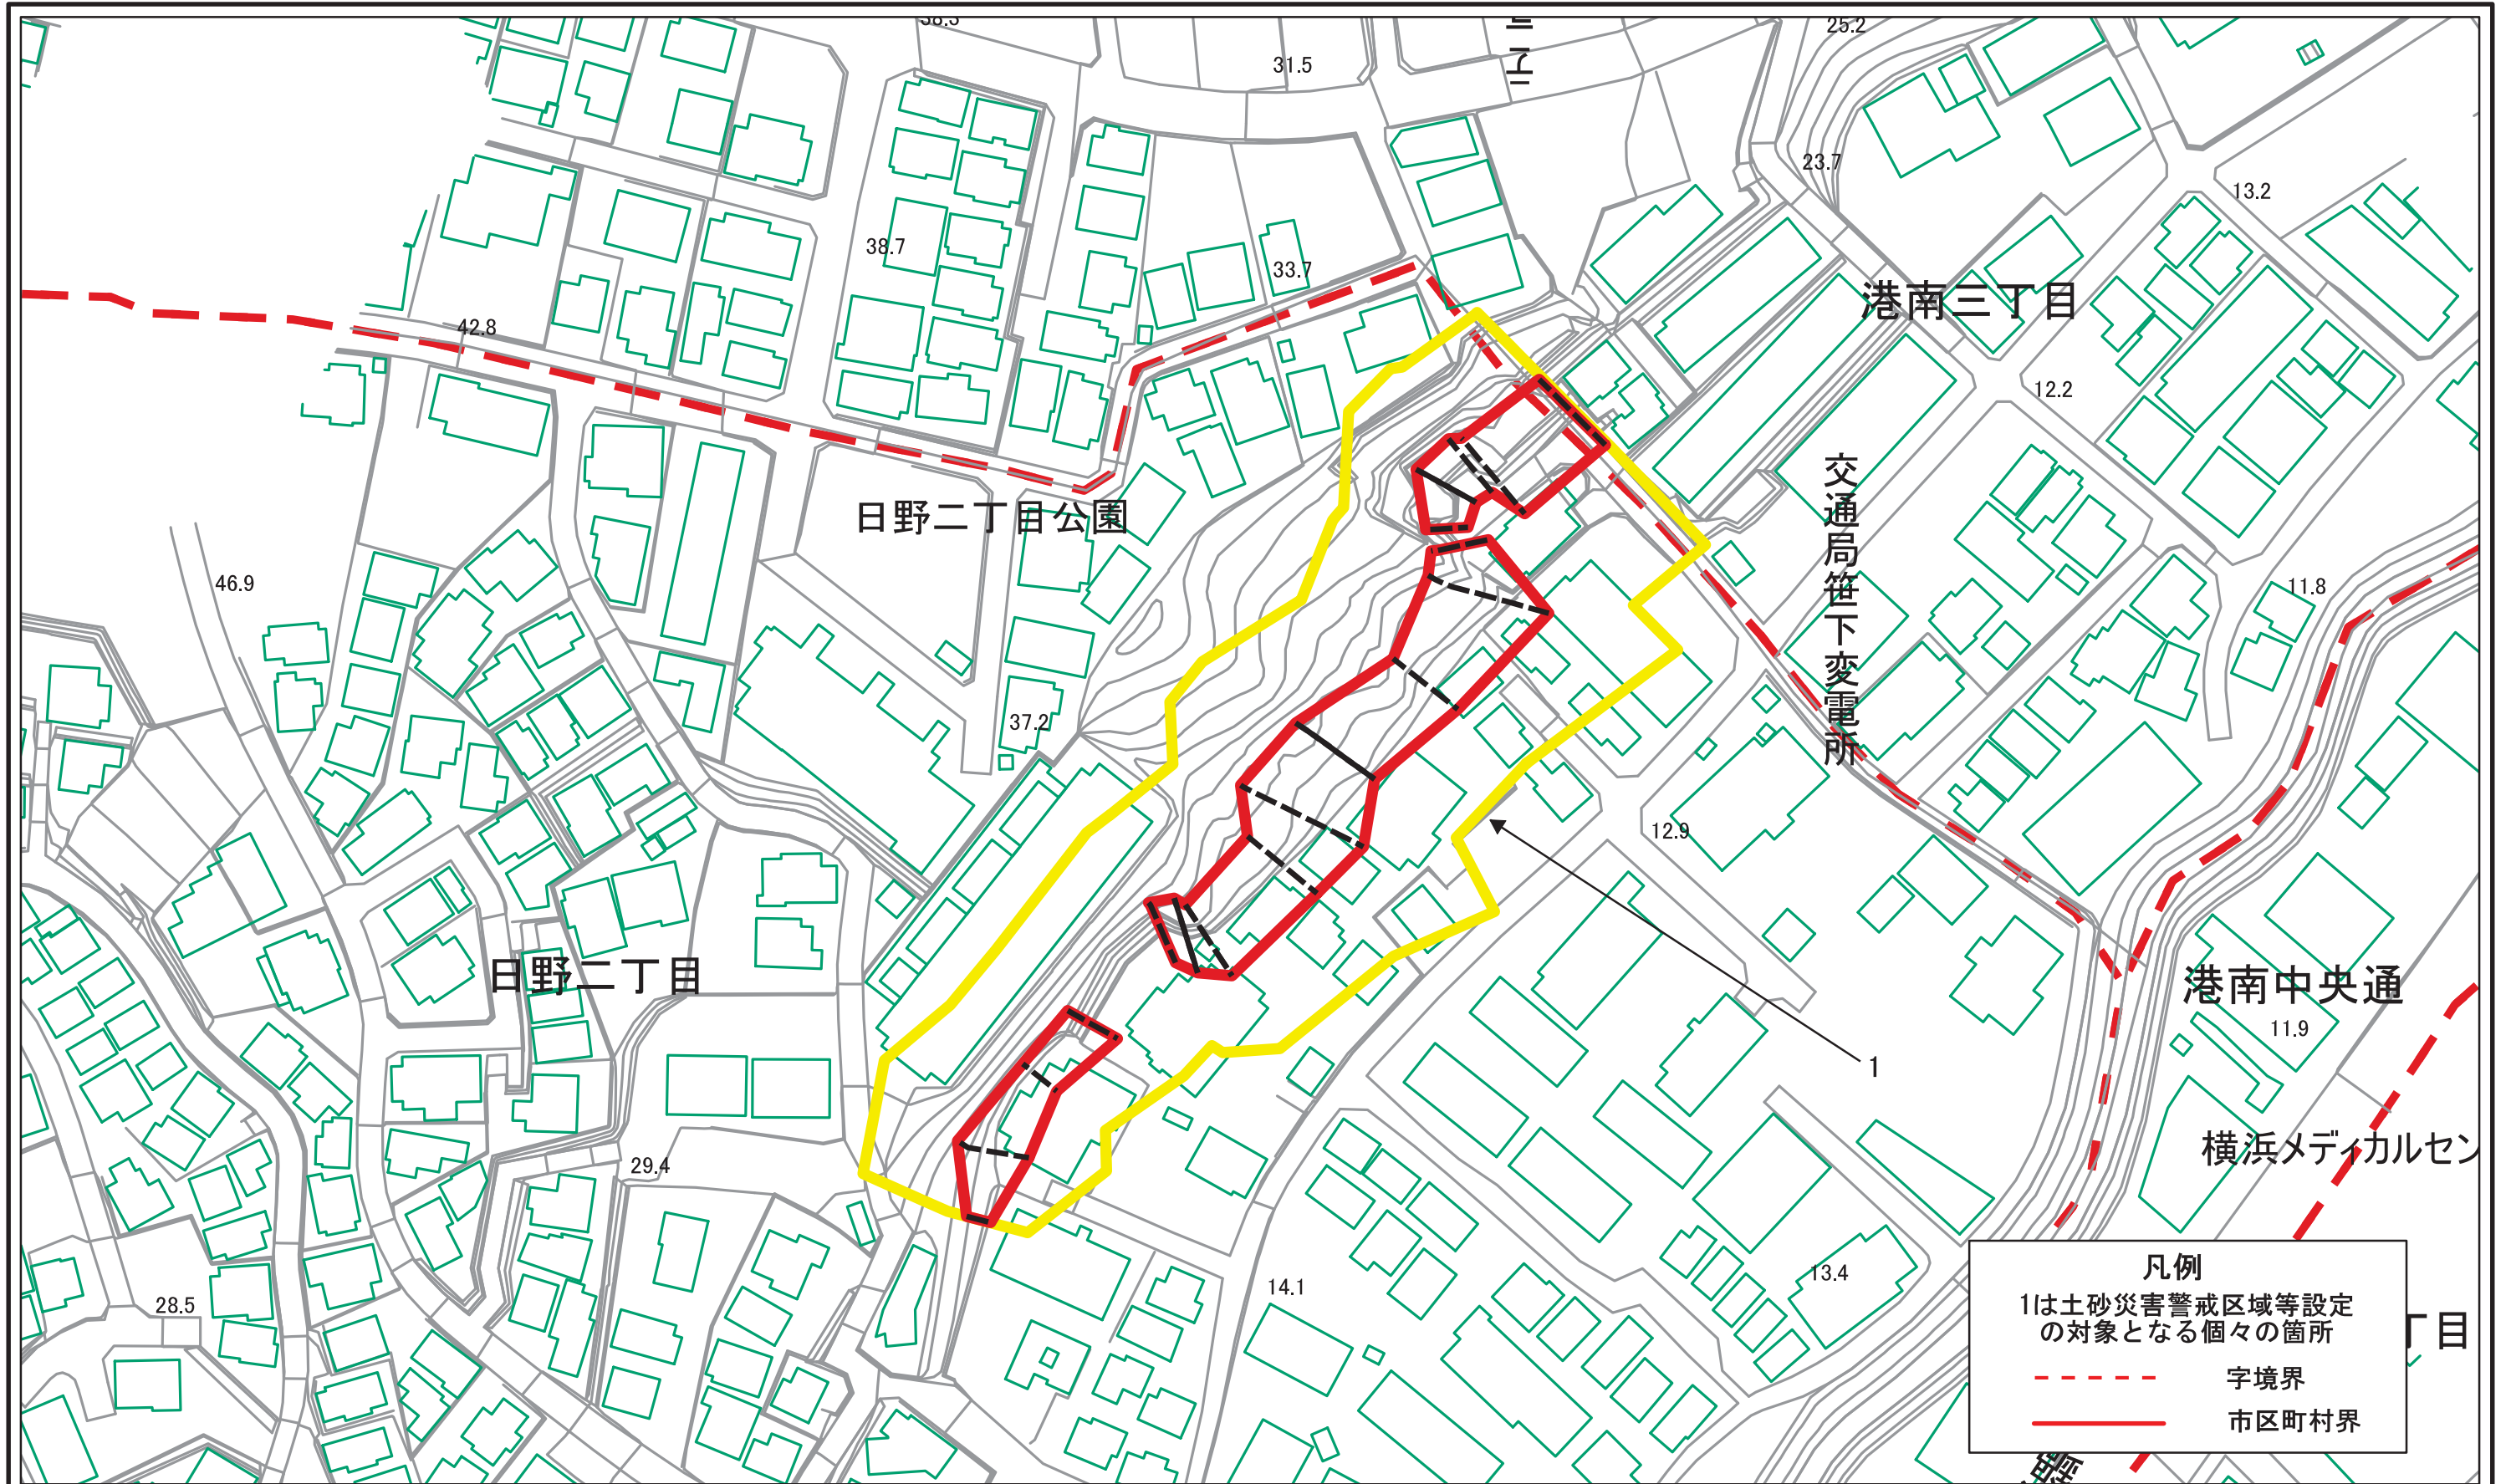 38.3
25.2
31.5
23.7
13.2
38.7
33.7
港南三丁目
42.8
12.2
交通局笹下変電所
日野二丁目公園
46.9
11.8
37.2
12.9
日野二丁目
港南中央通
11.9
1
横浜メディカルセン
29.4
14.1
13.4
28.5
凡例
1は土砂災害警戒区域等設定
の対象となる個々の箇所
丁目
字境界
市区町村界